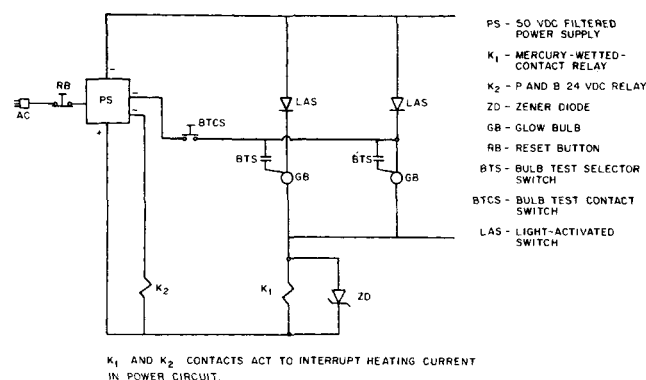 PS - 50 VDC FILTERED
POWER SUPPLY
K1 - MERCURY-WETTED-
CONTACT RELAY
K2 - P AND B 24 VDC RELAY
ZD - ZENER DIODE
GB - GLOW BULB
RB - RESET BUTTON
BTS - BULB TEST SELECTOR
SWITCH
BTCS - BULB TEST CONTACT
SWITCH
LAS - LIGHT-ACTIVATED
SWITCH
RB
AC
PS
+
BTCS
LAS
LAS
BTS
BTS
GB
GB
K2
K1
ZD
K1 AND K2 CONTACTS ACT TO INTERRUPT HEATING CURRENT
IN POWER CIRCUIT.